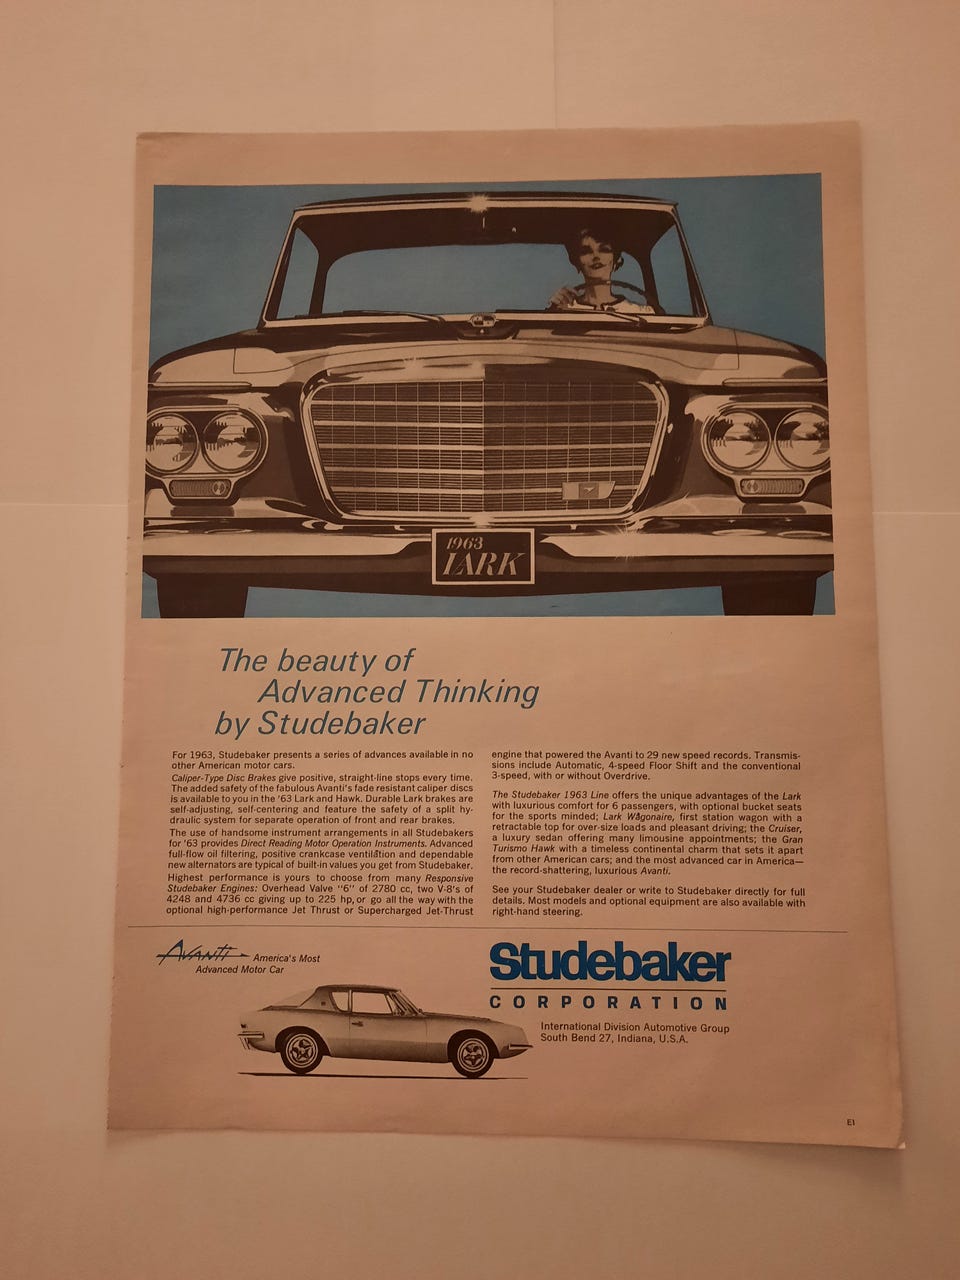 1963
LARK
The beauty of
Advanced Thinking
by Studebaker
For 1963, Studebaker presents a series of advances available in no
other American motor cars.
Caliper-Type Disc Brakes give positive, straight-line stops every time.
The added safety of the fabulous Avanti's fade resistant caliper discs
is available to you in the '63 Lark and Hawk. Durable Lark brakes are
self-adjusting, self-centering and feature the safety of a split hy-
draulic system for separate operation of front and rear brakes.
The use of handsome instrument arrangements in all Studebakers
for '63 provides Direct Reading Motor Operation Instruments. Advanced
full-flow oil filtering, positive crankcase ventilation and dependable
new alternators are typical of built-in values you get from Studebaker.
Highest performance is yours to choose from many Responsive
Studebaker Engines: Overhead Valve "6" of 2780 cc, two V-8's of
4248 and 4736 cc giving up to 225 hp, or go all the way with the
optional high-performance Jet Thrust or Supercharged Jet-Thrust
engine that powered the Avanti to 29 new speed records. Transmis-
sions include Automatic, 4-speed Floor Shift and the conventional
3-speed, with or without Overdrive.
The Studebaker 1963 Line offers the unique advantages of the Lark
with luxurious comfort for 6 passengers, with optional bucket seats
for the sports minded; Lark Wagonaire, first station wagon with a
retractable top for over-size loads and pleasant driving; the Cruiser,
a luxury sedan offering many limousine appointments; the Gran
Turismo Hawk with a timeless continental charm that sets it apart
from other American cars; and the most advanced car in America—
the record-shattering, luxurious Avanti.
See your Studebaker dealer or write to Studebaker directly for full
details. Most models and optional equipment are also available with
right-hand steering.
Avanti – America's Most
Advanced Motor Car
Studebaker
CORPORATION
International Division Automotive Group
South Bend 27, Indiana, U.S.A.
E1